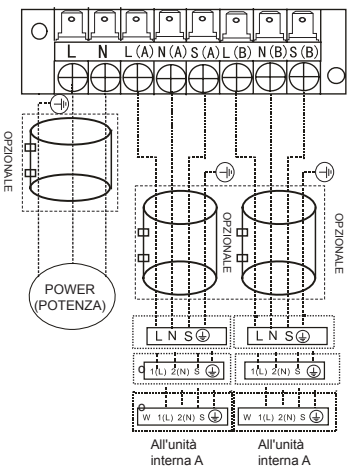 L N L(A) N(A) S(A) L(B) N(B) S(B)
OPZIONALE
OPZIONALE
OPZIONALE
POWER
(POTENZA)
L N S
L N S
1(L) 2(N) S
1(L) 2(N) S
W 1(L) 2(N) S
W 1(L) 2(N) S
All'unità
interna A
All'unità
interna A